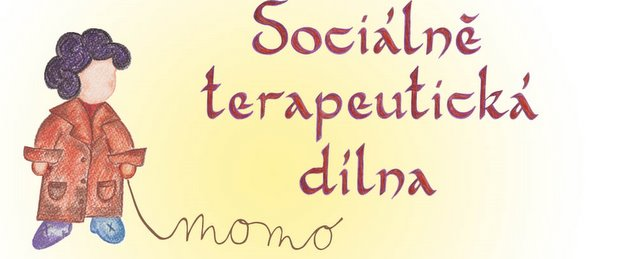 Sociálně
terapeutická
dílna
momo